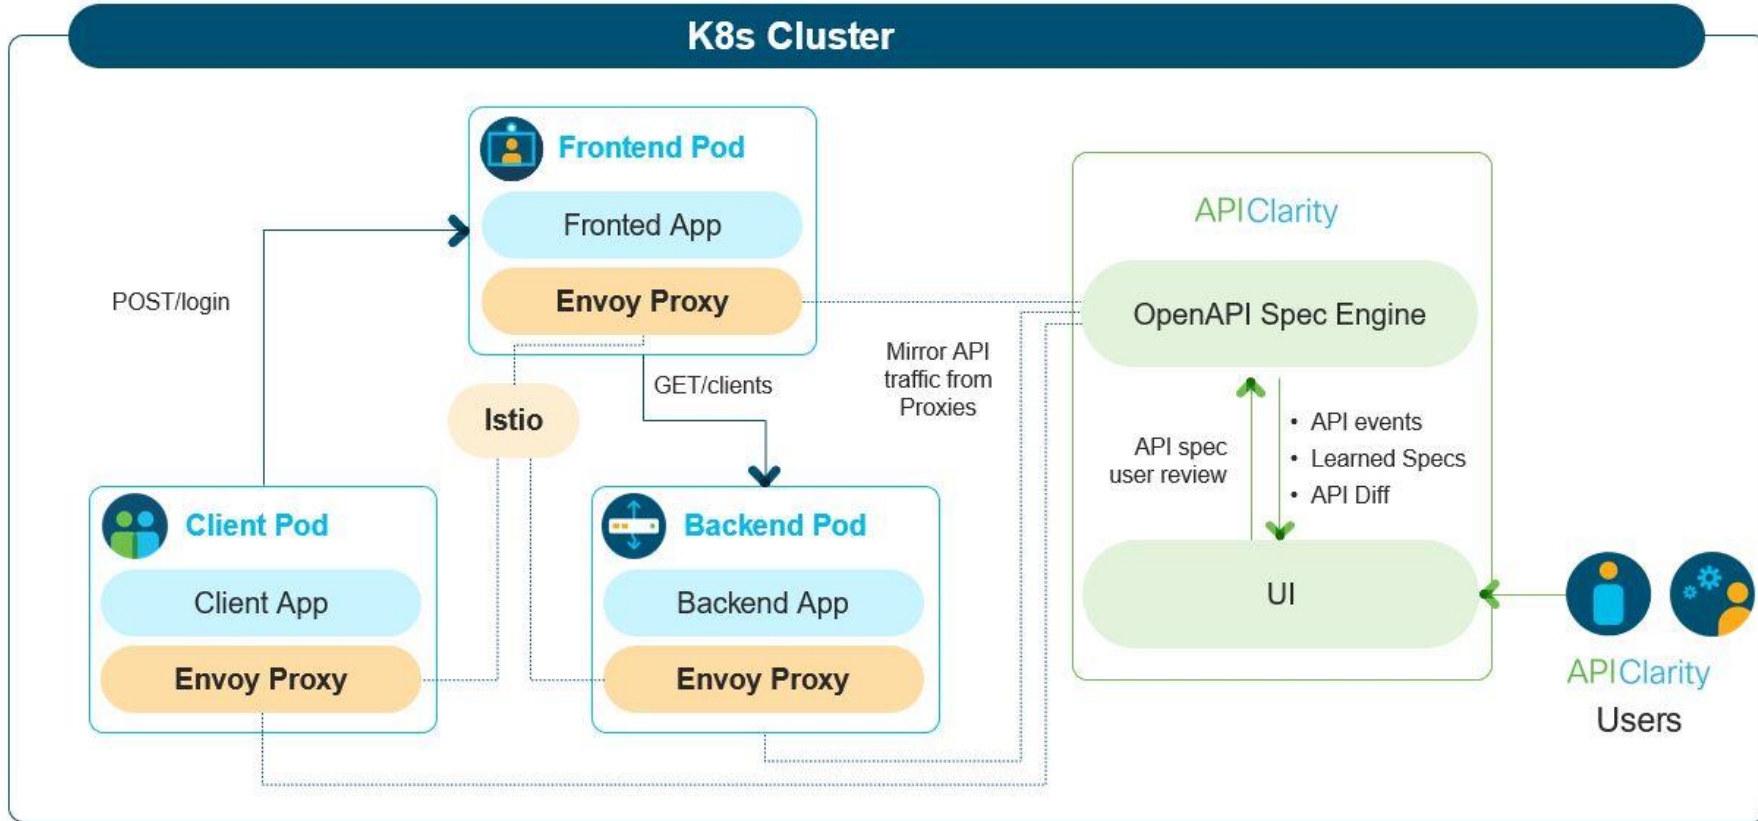 K8s Cluster
Frontend Pod
Fronted App
Envoy Proxy
POST/login
GET/clients
Istio
Mirror API
traffic from
Proxies
Client Pod
Client App
Envoy Proxy
Backend Pod
Backend App
Envoy Proxy
APIClarity
OpenAPI Spec Engine
API spec
user review
• API events
• Learned Specs
• API Diff
UI
APIClarity
Users